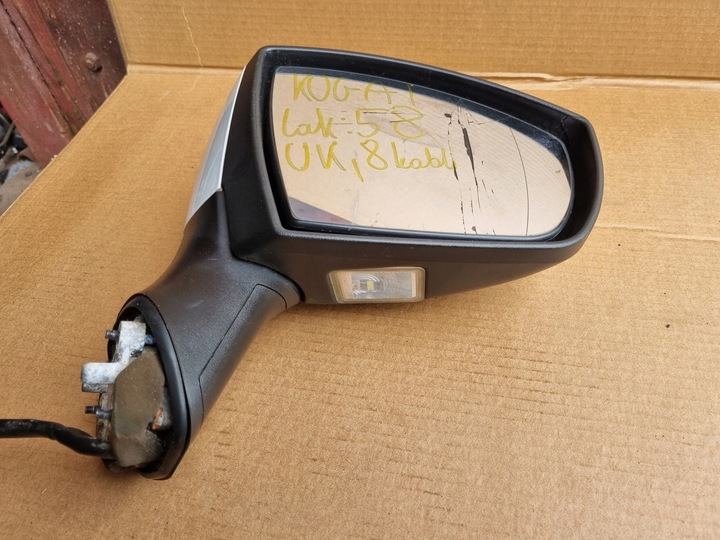 KUGA I
lak: 58
UK, 8 kabli